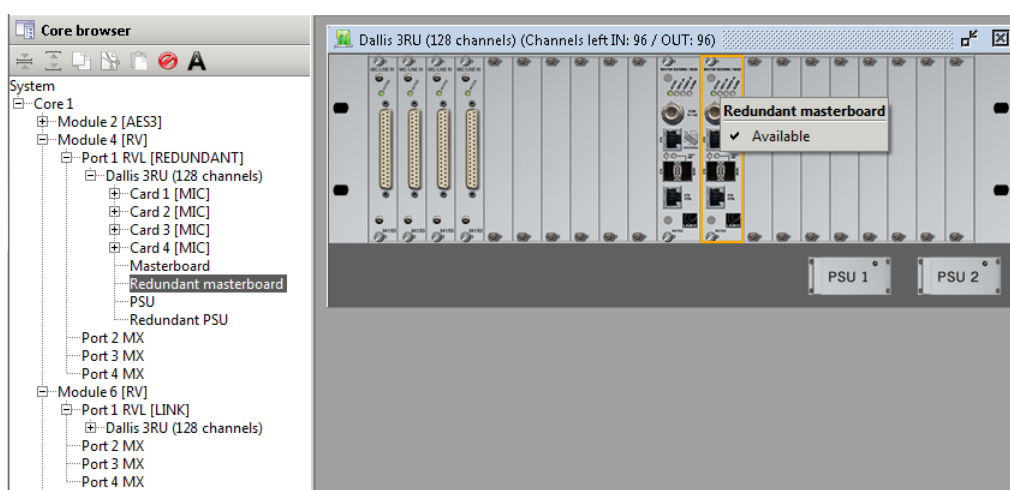 Core browser
A
System
Core 1
Module 2 [AES3]
Module 4 [RV]
Port 1 RVL [REDUNDANT]
Dallis 3RU (128 channels)
Card 1 [MIC]
Card 2 [MIC]
Card 3 [MIC]
Card 4 [MIC]
Masterboard
Redundant masterboard
PSU
Redundant PSU
Port 2 MX
Port 3 MX
Port 4 MX
Module 6 [RV]
Port 1 RVL [LINK]
Dallis 3RU (128 channels)
Port 2 MX
Port 3 MX
Port 4 MX
Dallis 3RU (128 channels) (Channels left IN: 96 / OUT: 96)
Redundant masterboard
Available
PSU 1
PSU 2